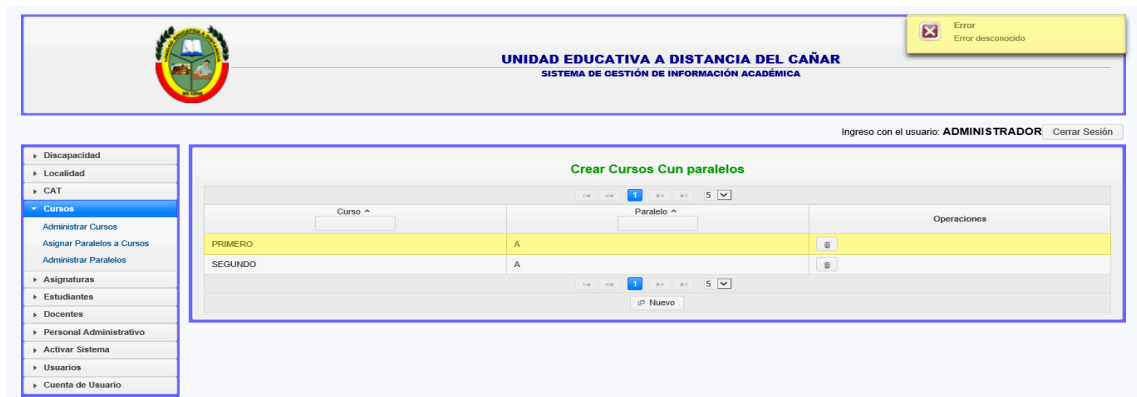 Error
Error desconocido
UNIDAD EDUCATIVA A DISTANCIA DEL CAÑAR
SISTEMA DE GESTIÓN DE INFORMACIÓN ACADÉMICA
Ingreso con el usuario: ADMINISTRADOR Cerrar Sesión
Discapacidad
Localidad
CAT
Cursos
Administrar Cursos
Asignar Paralelos a Cursos
Administrar Paralelos
Asignaturas
Estudiantes
Docentes
Personal Administrativo
Activar Sistema
Usuarios
Cuenta de Usuario
Crear Cursos Cun paralelos
1 5
Curso Paralelo Operaciones
PRIMERO A
SEGUNDO A
1 5
Nuevo